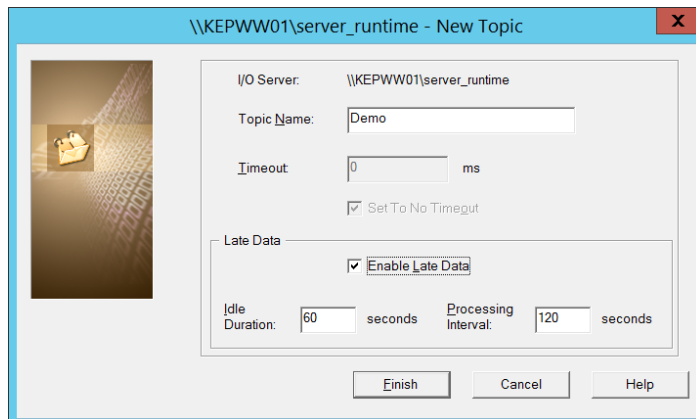 \\KEPWW01\server_runtime - New Topic
X
I/O Server: \\KEPWW01\server_runtime
Topic Name: Demo
Timeout: 0 ms
Set To No Timeout
Late Data
Enable Late Data
Idle Duration: 60 seconds Processing Interval: 120 seconds
Finish Cancel Help